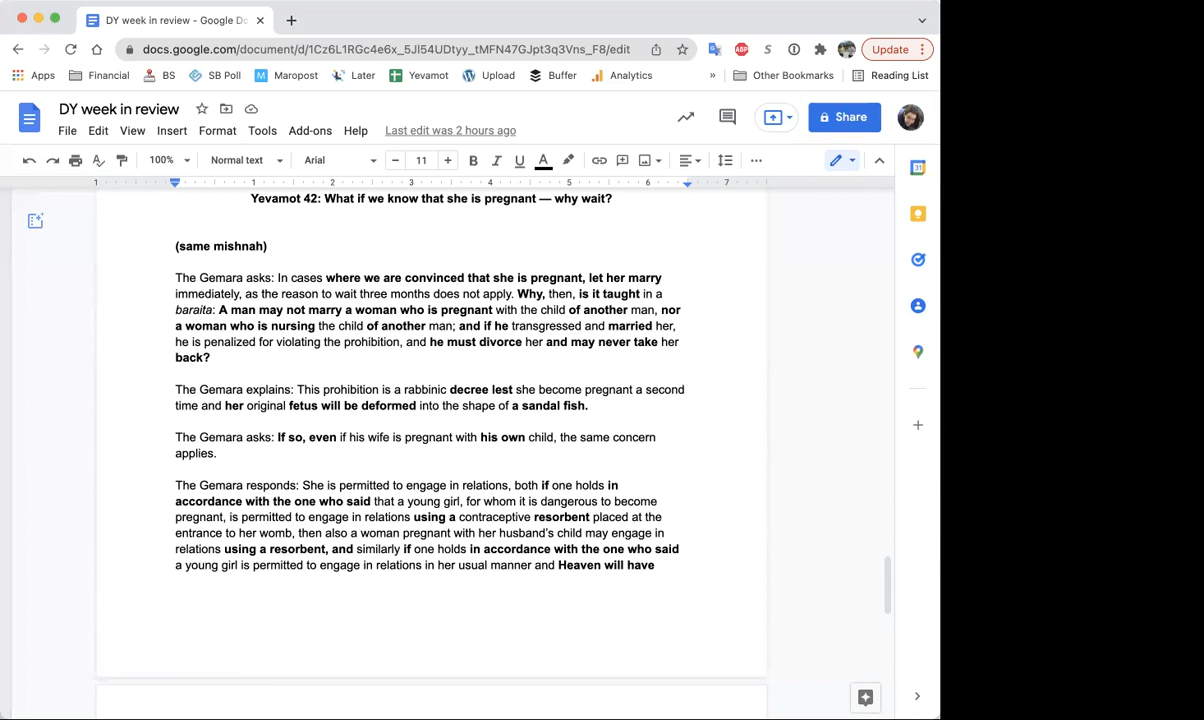 DY week in review - Google Do
docs.google.com/document/d/1Cz6L1RGc4e6x_5Jl54UDtyy_tMFN47GJpt3q3Vns_F8/edit
ABP
S
Update
Apps
Financial
BS
SB Poll
Maropost
Later
Yevamot
Upload
Buffer
Analytics
»
Other Bookmarks
Reading List
DY week in review
File Edit View Insert Format Tools Add-ons Help Last edit was 2 hours ago
Share
100% Normal text Arial 11 B I U A
1 1 2 3 4 5 6 7
31
Yevamot 42: What if we know that she is pregnant — why wait?
(same mishnah)
The Gemara asks: In cases where we are convinced that she is pregnant, let her marry
immediately, as the reason to wait three months does not apply. Why, then, is it taught in a
baraita: A man may not marry a woman who is pregnant with the child of another man, nor
a woman who is nursing the child of another man; and if he transgressed and married her,
he is penalized for violating the prohibition, and he must divorce her and may never take her
back?
The Gemara explains: This prohibition is a rabbinic decree lest she become pregnant a second
time and her original fetus will be deformed into the shape of a sandal fish.
The Gemara asks: If so, even if his wife is pregnant with his own child, the same concern
applies.
The Gemara responds: She is permitted to engage in relations, both if one holds in
accordance with the one who said that a young girl, for whom it is dangerous to become
pregnant, is permitted to engage in relations using a contraceptive resorbent placed at the
entrance to her womb, then also a woman pregnant with her husband's child may engage in
relations using a resorbent, and similarly if one holds in accordance with the one who said
a young girl is permitted to engage in relations in her usual manner and Heaven will have